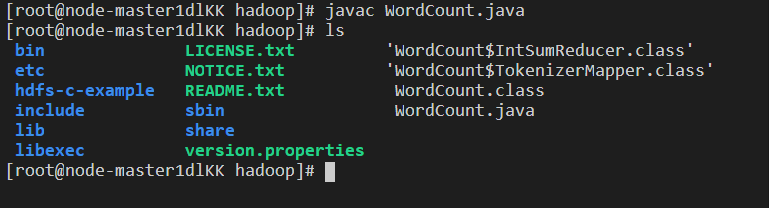 [root@node-master1dlKK hadoop]# javac WordCount.java
[root@node-master1dlKK hadoop]# ls
bin LICENSE.txt 'WordCount$IntSumReducer.class'
etc NOTICE.txt 'WordCount$TokenizerMapper.class'
hdfs-c-example README.txt WordCount.class
include sbin WordCount.java
lib share
libexec version.properties
[root@node-master1dlKK hadoop]#